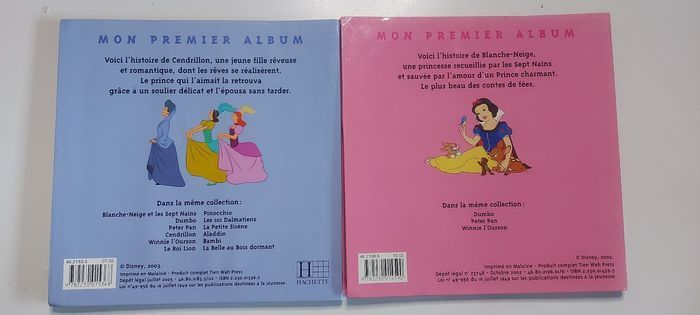 MON PREMIER ALBUM
Voici l'histoire de Cendrillon, une jeune fille rêveuse
et romantique, dont les rêves se réalisèrent.
Le prince qui l'aimait la retrouva
grâce à un soulier délicat et l'épousa sans tarder.
Dans la même collection :
Blanche-Neige et les Sept Nains
Dumbo
Peter Pan
Cendrillon
Winnie l'Ourson
Le Roi Lion
Pinocchio
Les 101 Dalmatiens
La Petite Sirène
Aladdin
Bambi
La Belle au Bois dormant
© Disney, 2003.
Imprimé en Malaisie - Produit complet Tien Wah Press
Loi n° 49-956 du 16 juillet 1949 sur les publications destinées à la jeunesse.
HACHETTE
MON PREMIER ALBUM
Voici l'histoire de Blanche-Neige,
une princesse recueillie par les Sept Nains
et sauvée par l'amour d'un Prince charmant.
Le plus beau des contes de fées.
Dans la même collection :
Dumbo
Peter Pan
Winnie l'Ourson
© Disney, 2002.
Imprimé en Malaisie - Produit complet Tien Wah Press
Loi n° 49-956 du 16 juillet 1949 sur les publications destinées à la jeunesse